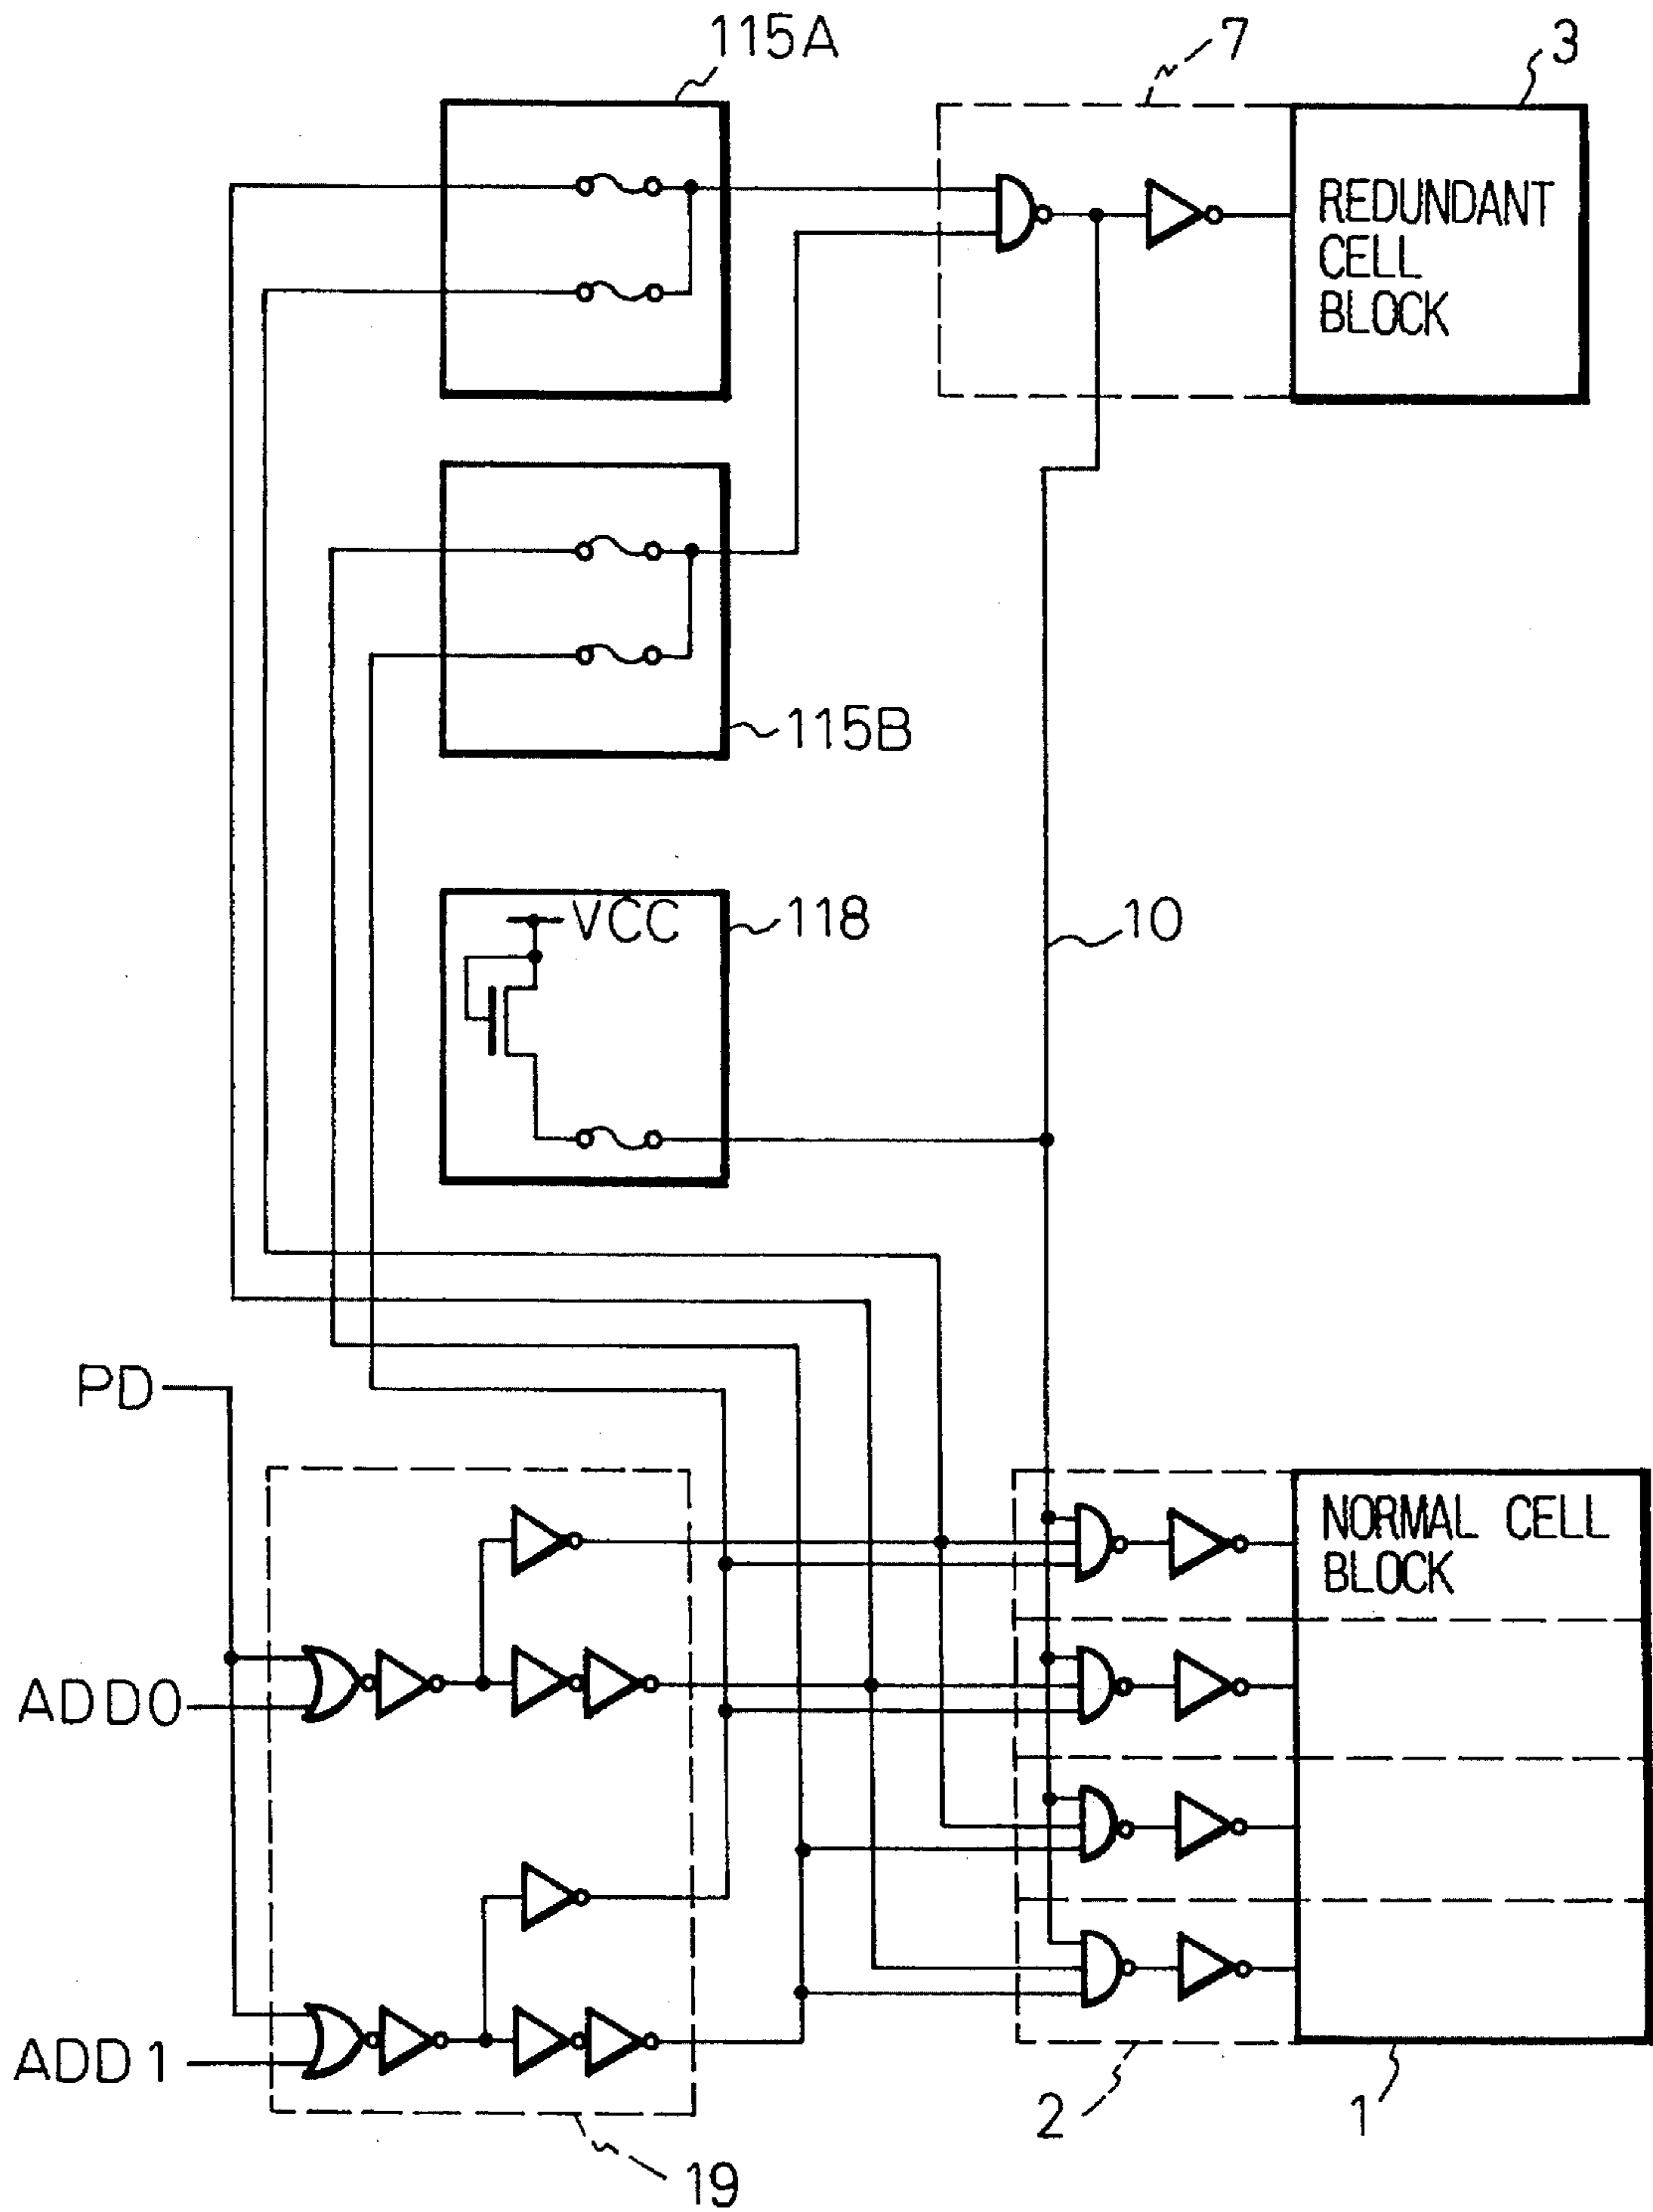 115A
7
3
REDUNDANT
CELL
BLOCK
115B
VCC
118
10
PD
NORMAL CELL
BLOCK
ADD0
ADD1
2
1
19